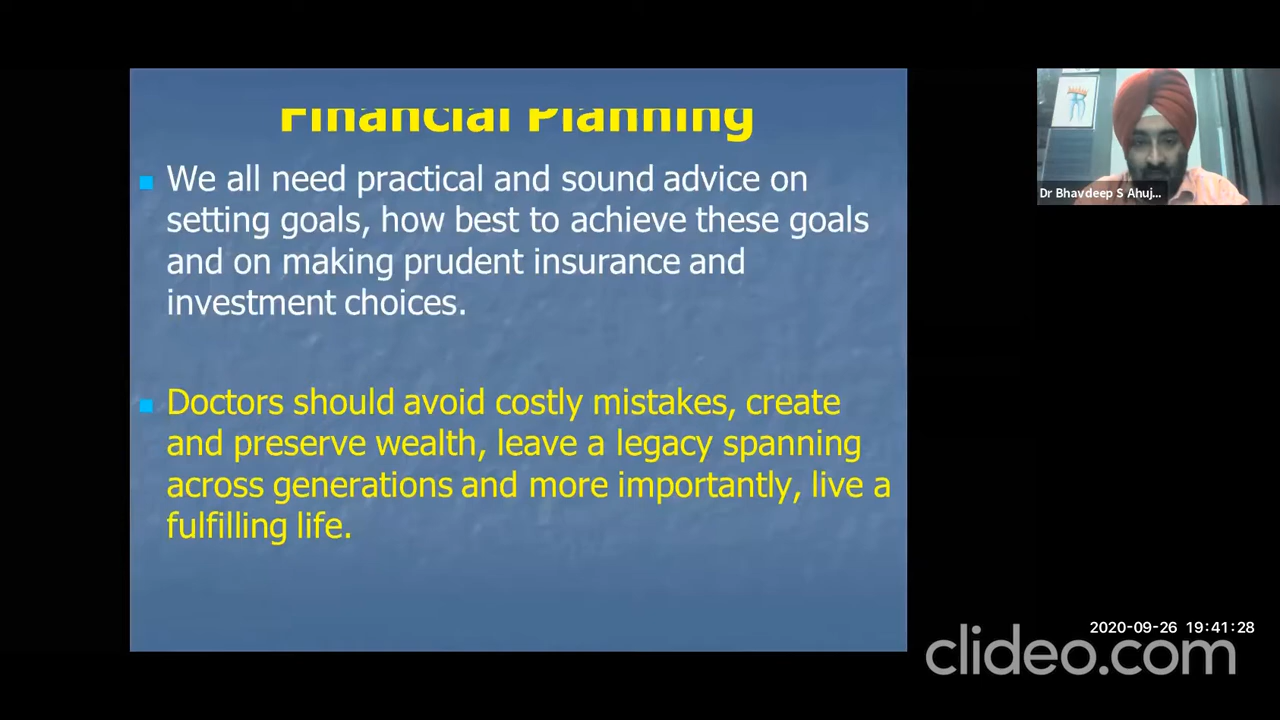 Financial Planning
We all need practical and sound advice on
setting goals, how best to achieve these goals
and on making prudent insurance and
investment choices.
Doctors should avoid costly mistakes, create
and preserve wealth, leave a legacy spanning
across generations and more importantly, live a
fulfilling life.
Dr Bhavdeep S Ahuj...
2020-09-26 19:41:28
clideo.com